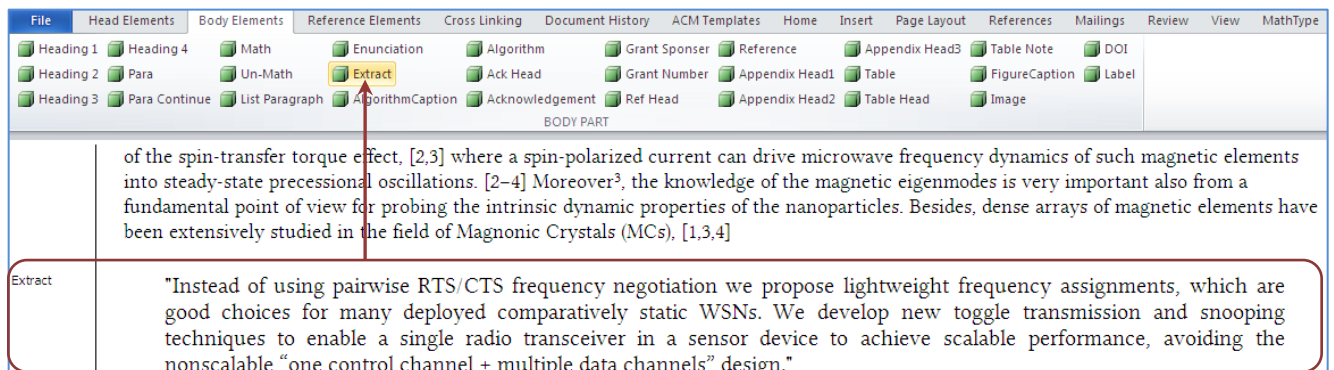 File Head Elements Body Elements Reference Elements Cross Linking Document History ACM Templates Home Insert Page Layout References Mailings Review View MathType
Heading 1 Heading 4 Math Enunciation Algorithm Grant Sponser Reference Appendix Head3 Table Note DOI
Heading 2 Para Un-Math Extract Ack Head Grant Number Appendix Head1 Table FigureCaption Label
Heading 3 Para Continue List Paragraph AlgorithmCaption Acknowledgement Ref Head Appendix Head2 Table Head Image
BODY PART
of the spin-transfer torque effect, [2,3] where a spin-polarized current can drive microwave frequency dynamics of such magnetic elements
into steady-state precessional oscillations. [2–4] Moreover³, the knowledge of the magnetic eigenmodes is very important also from a
fundamental point of view for probing the intrinsic dynamic properties of the nanoparticles. Besides, dense arrays of magnetic elements have
been extensively studied in the field of Magnonic Crystals (MCs), [1,3,4]
Extract "Instead of using pairwise RTS/CTS frequency negotiation we propose lightweight frequency assignments, which are
good choices for many deployed comparatively static WSNs. We develop new toggle transmission and snooping
techniques to enable a single radio transceiver in a sensor device to achieve scalable performance, avoiding the
nonscalable “one control channel + multiple data channels” design."